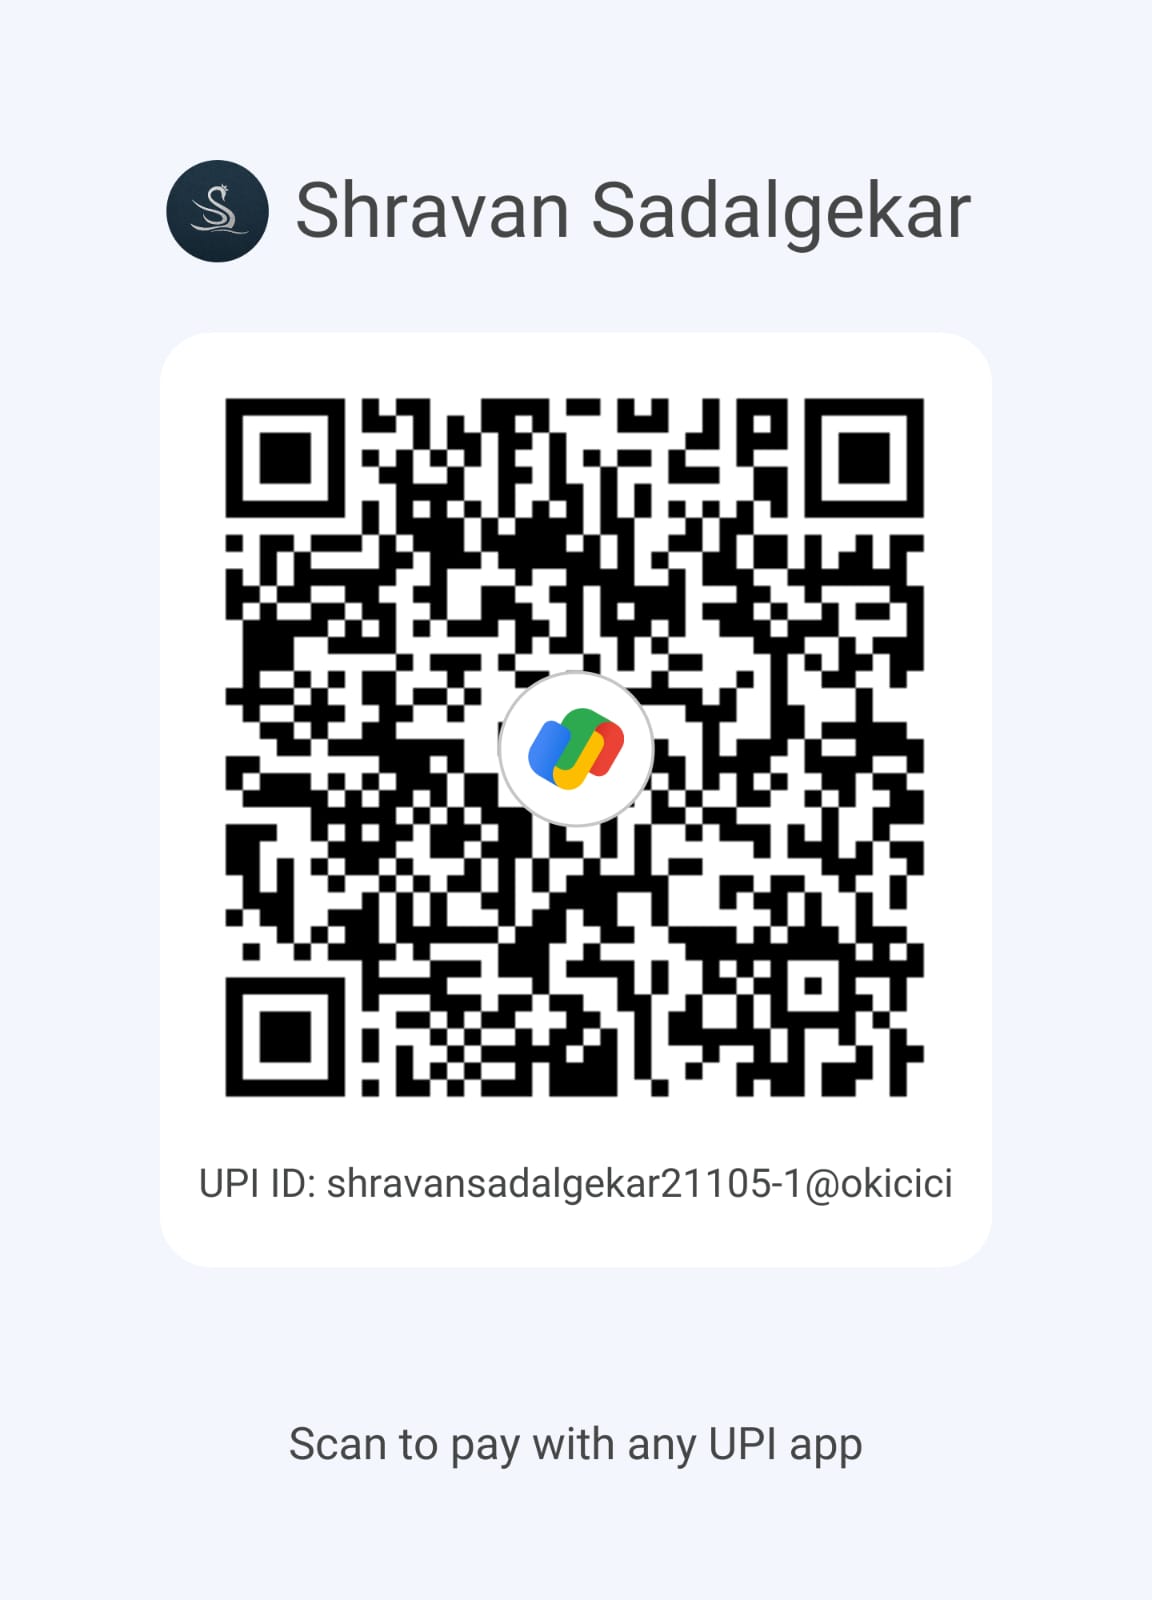 Shravan Sadalgekar
UPI ID: shravansadalgekar21105-1@okicici
Scan to pay with any UPI app